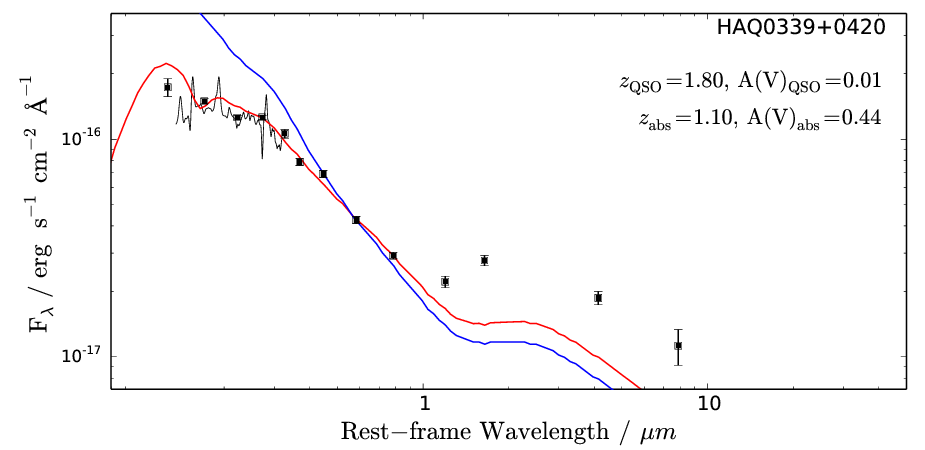 HAQ0339+0420
z_QSO=1.80, A(V)_QSO=0.01
z_abs=1.10, A(V)_abs=0.44
F_λ / erg s^−1 cm^−2 Å^−1
10^-16
10^-17
1 10
Rest−frame Wavelength / μm